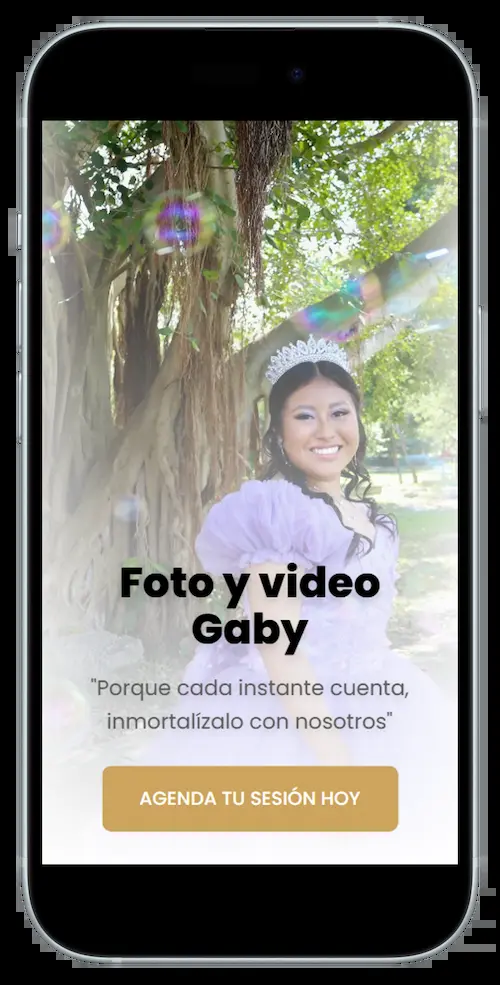 Foto y video
Gaby
"Porque cada instante cuenta,
inmortalízalo con nosotros"
AGENDA TU SESIÓN HOY